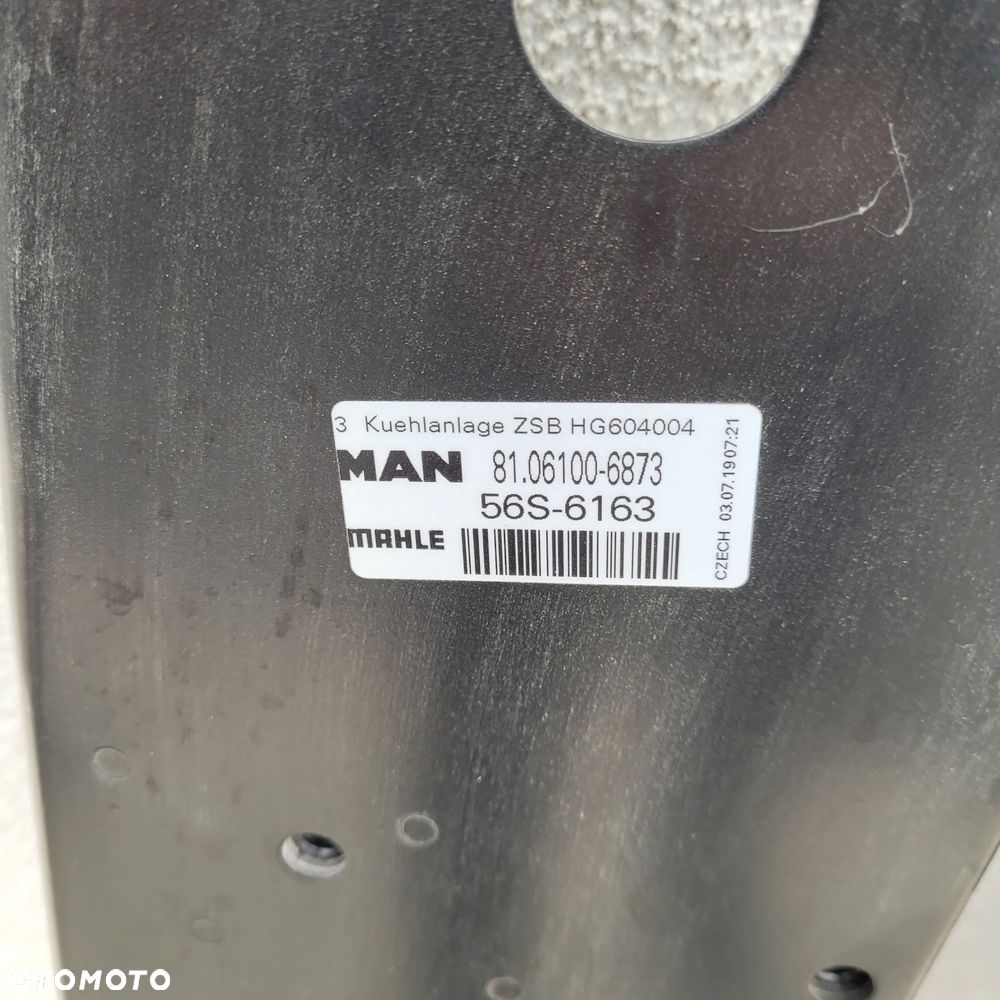 3 Kuehlanlage ZSB HG604004
MAN 81.06100-6873
56S-6163
MAHLE
CZECH 03.07.19 07:21
OTOMOTO